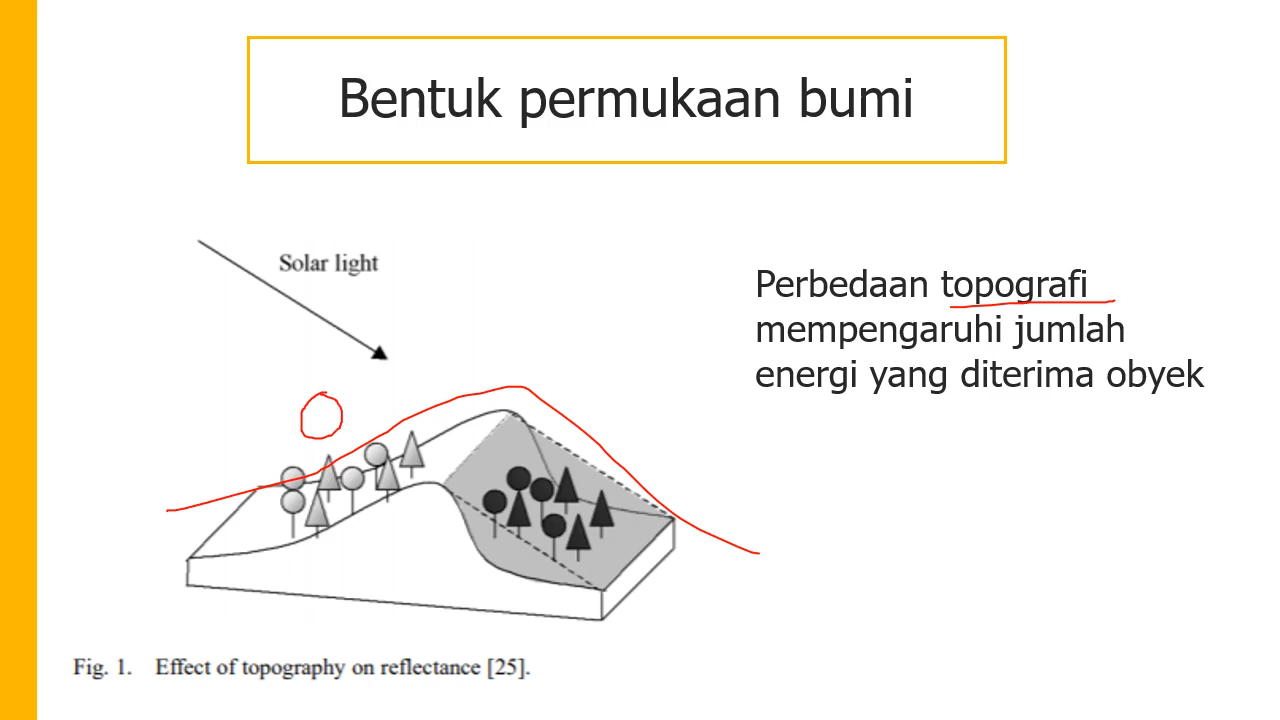 Bentuk permukaan bumi
Solar light
Perbedaan topografi
mempengaruhi jumlah
energi yang diterima obyek
Fig. 1. Effect of topography on reflectance [25].